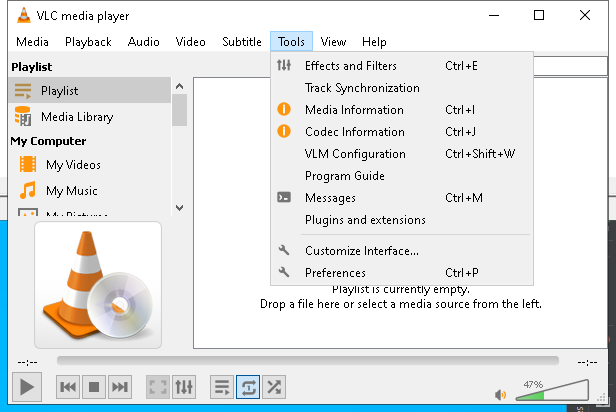 VLC media player
Media Playback Audio Video Subtitle Tools View Help
Playlist
Playlist
Media Library
My Computer
My Videos
My Music
My Pictures
Effects and Filters Ctrl+E
Track Synchronization
Media Information Ctrl+I
Codec Information Ctrl+J
VLM Configuration Ctrl+Shift+W
Program Guide
Messages Ctrl+M
Plugins and extensions
Customize Interface...
Preferences Ctrl+P
Playlist is currently empty.
Drop a file here or select a media source from the left.
--:-- --:--
47%